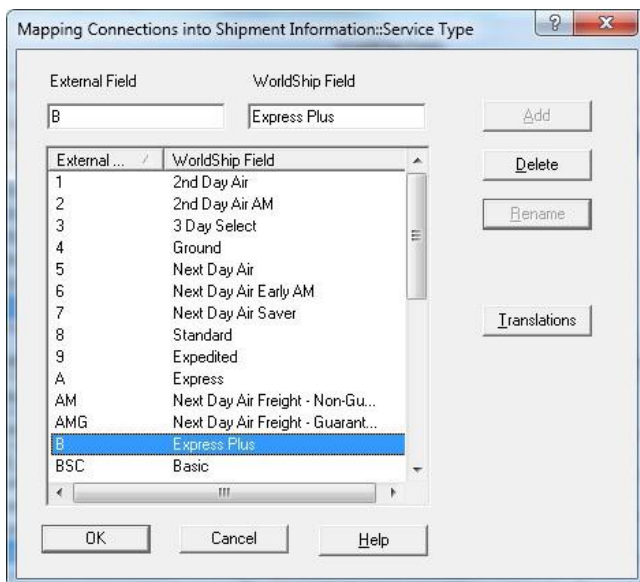 Mapping Connections into Shipment Information::Service Type
External Field WorldShip Field
B Express Plus
Add
External ... WorldShip Field
Delete
1 2nd Day Air
2 2nd Day Air AM
3 3 Day Select
Rename
4 Ground
5 Next Day Air
6 Next Day Air Early AM
7 Next Day Air Saver
Translations
8 Standard
9 Expedited
A Express
AM Next Day Air Freight - Non-Gu...
AMG Next Day Air Freight - Guarant...
B Express Plus
BSC Basic
OK Cancel Help